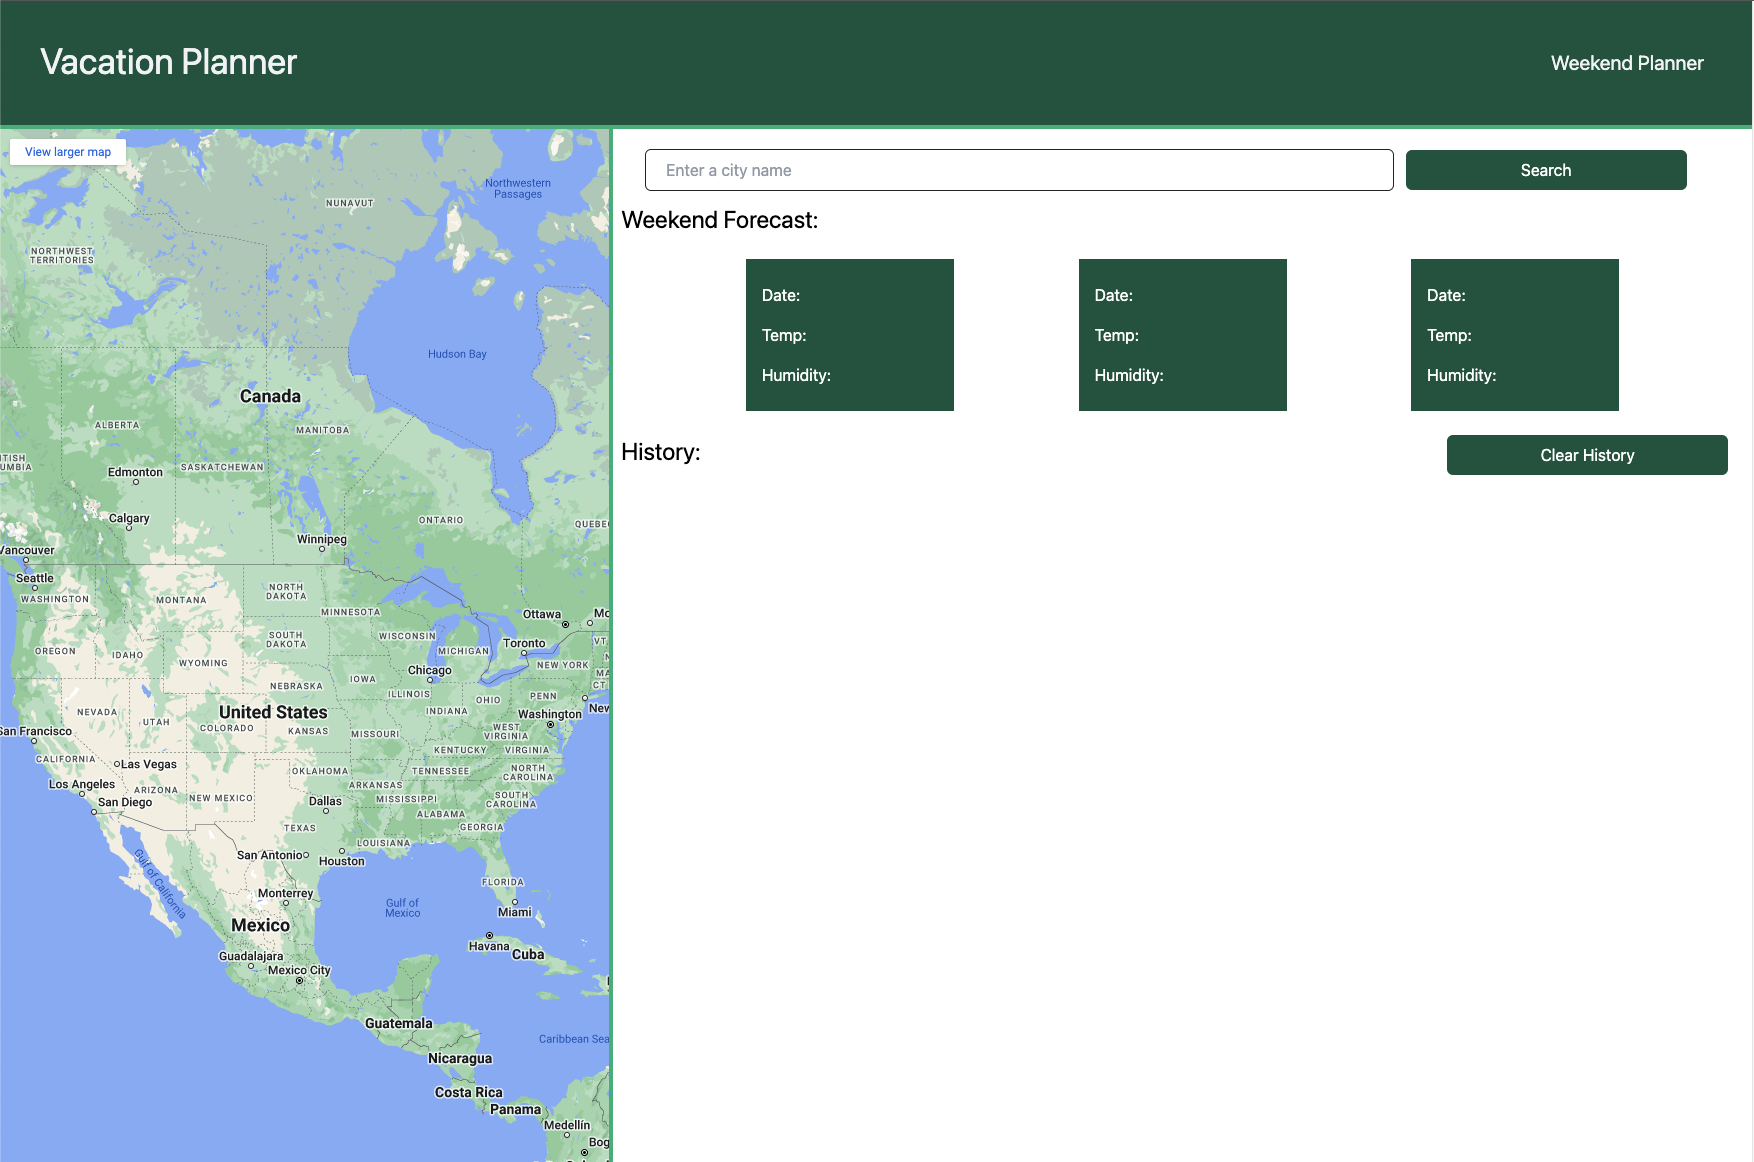 Vacation Planner
Weekend Planner
View larger map
Enter a city name
Search
Weekend Forecast:
Date:
Temp:
Humidity:
Date:
Temp:
Humidity:
Date:
Temp:
Humidity:
History:
Clear History
Northwestern
Passages
NUNAVUT
NORTHWEST
TERRITORIES
Hudson Bay
Canada
ALBERTA
MANITOBA
TISH
UMBIA
Edmonton
SASKATCHEWAN
Calgary
ONTARIO
QUEBEC
Winnipeg
Vancouver
Seattle
WASHINGTON
MONTANA
NORTH
DAKOTA
MINNESOTA
Ottawa
Mo
SOUTH
DAKOTA
WISCONSIN
OREGON
IDAHO
WYOMING
MICHIGAN
Toronto
VT
NEW YORK
MA
CT
Chicago
IOWA
NEBRASKA
ILLINOIS
OHIO
PENN
NEVADA
UTAH
United States
COLORADO
KANSAS
INDIANA
Washington
New
San Francisco
MISSOURI
WEST
VIRGINIA
KENTUCKY
VIRGINIA
CALIFORNIA
Las Vegas
OKLAHOMA
TENNESSEE
NORTH
CAROLINA
Los Angeles
ARIZONA
NEW MEXICO
ARKANSAS
San Diego
Dallas
MISSISSIPPI
SOUTH
CAROLINA
ALABAMA
TEXAS
GEORGIA
LOUISIANA
San Antonio
Houston
Gulf of California
FLORIDA
Monterrey
Gulf of
Mexico
Miami
Mexico
Havana
Cuba
Guadalajara
Mexico City
Guatemala
Caribbean Sea
Nicaragua
Costa Rica
Panama
Medellín
Bog